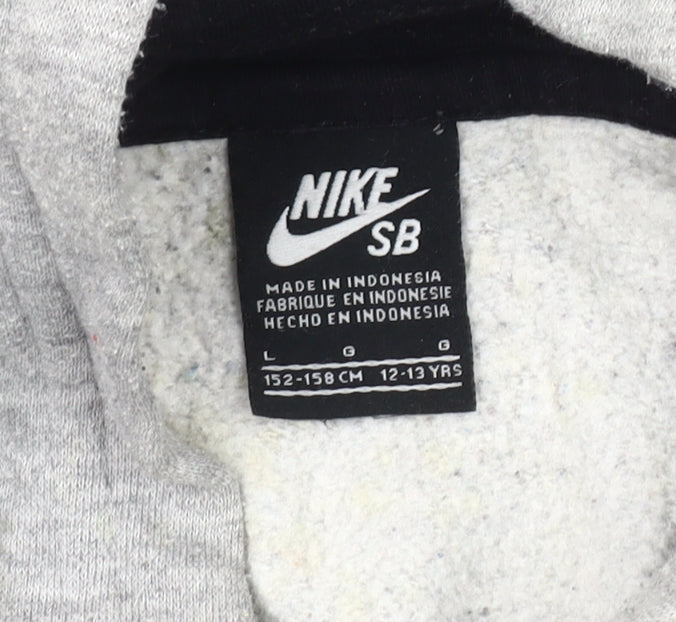 NIKE
SB
MADE IN INDONESIA
FABRIQUE EN INDONESIE
HECHO EN INDONESIA
L G G
152-158 CM 12-13 YRS